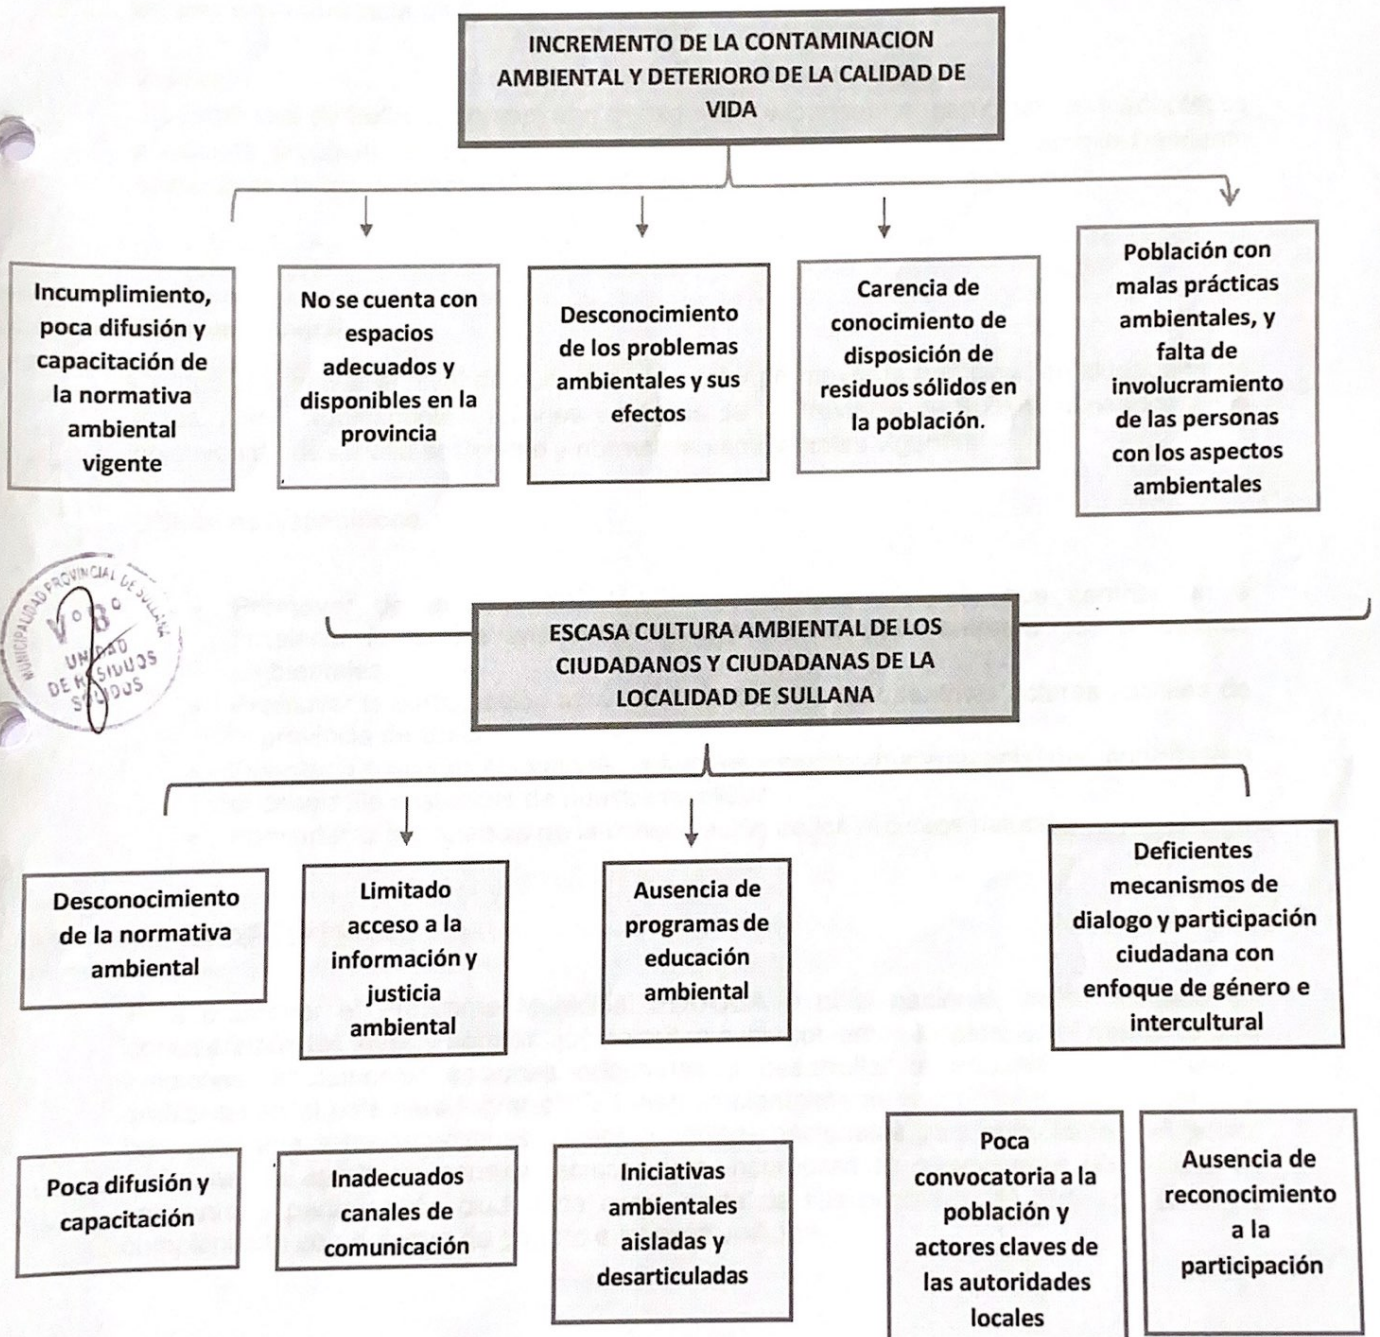 INCREMENTO DE LA CONTAMINACION
AMBIENTAL Y DETERIORO DE LA CALIDAD DE
VIDA
Incumplimiento,
poca difusión y
capacitación de
la normativa
ambiental
vigente
No se cuenta con
espacios
adecuados y
disponibles en la
provincia
Desconocimiento
de los problemas
ambientales y sus
efectos
Carencia de
conocimiento de
disposición de
residuos sólidos en
la población.
Población con
malas prácticas
ambientales, y
falta de
involucramiento
de las personas
con los aspectos
ambientales
MUNICIPALIDAD PROVINCIAL DE SULLANA
V°B°
UNIDAD
DE RESIDUOS
SOLIDOS
ESCASA CULTURA AMBIENTAL DE LOS
CIUDADANOS Y CIUDADANAS DE LA
LOCALIDAD DE SULLANA
Desconocimiento
de la normativa
ambiental
Limitado
acceso a la
información y
justicia
ambiental
Ausencia de
programas de
educación
ambiental
Deficientes
mecanismos de
dialogo y participación
ciudadana con
enfoque de género e
intercultural
Poca difusión y
capacitación
Inadecuados
canales de
comunicación
Iniciativas
ambientales
aisladas y
desarticuladas
Poca
convocatoria a la
población y
actores claves de
las autoridades
locales
Ausencia de
reconocimiento
a la
participación